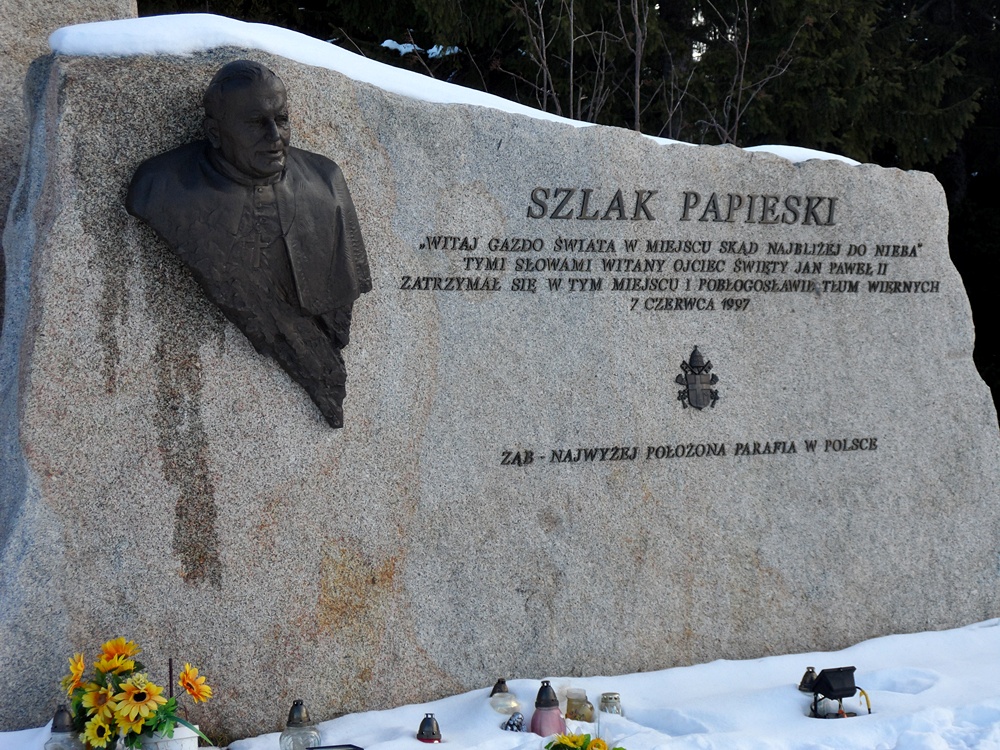 SZLAK PAPIESKI
„WITAJ GAZDO ŚWIATA W MIEJSCU SKĄD NAJBLIŻEJ DO NIEBA"
TYMI SŁOWAMI WITANY OJCIEC ŚWIĘTY JAN PAWEŁ II
ZATRZYMAŁ SIĘ W TYM MIEJSCU I POBŁOGOSŁAWIŁ TŁUM WIERNYCH
7 CZERWCA 1997
ZĄB - NAJWYŻEJ POŁOŻONA PARAFIA W POLSCE